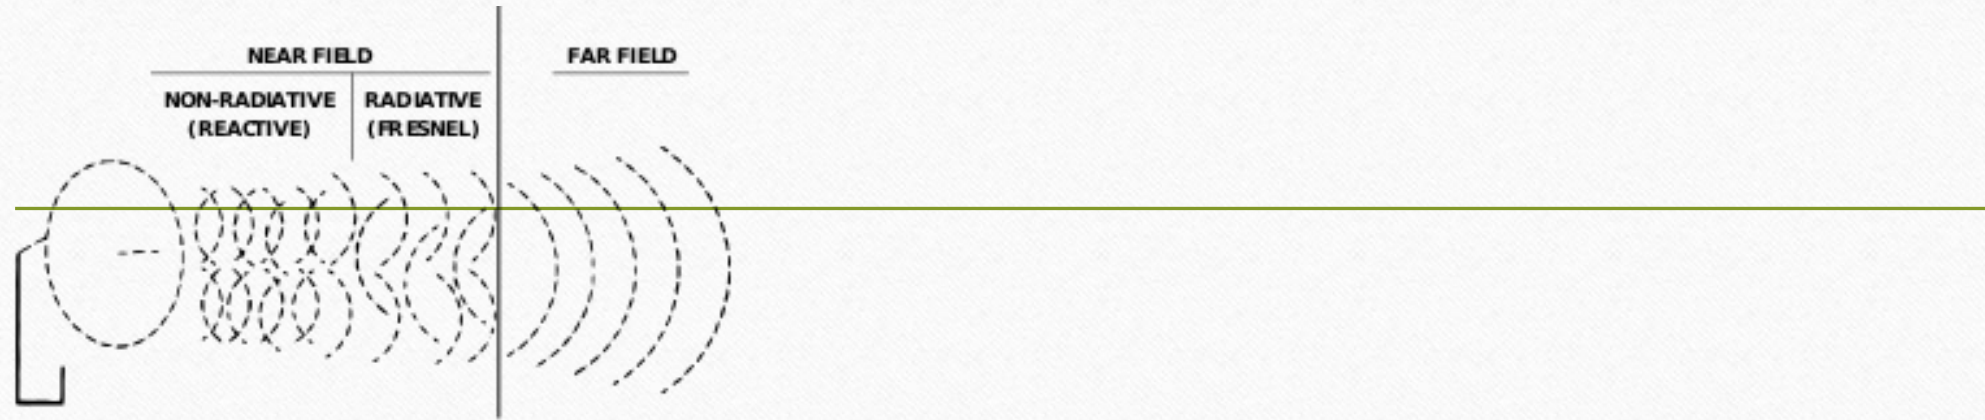 NEAR FIELD
FAR FIELD
NON-RADIATIVE
(REACTIVE)
RADIATIVE
(FRESNEL)